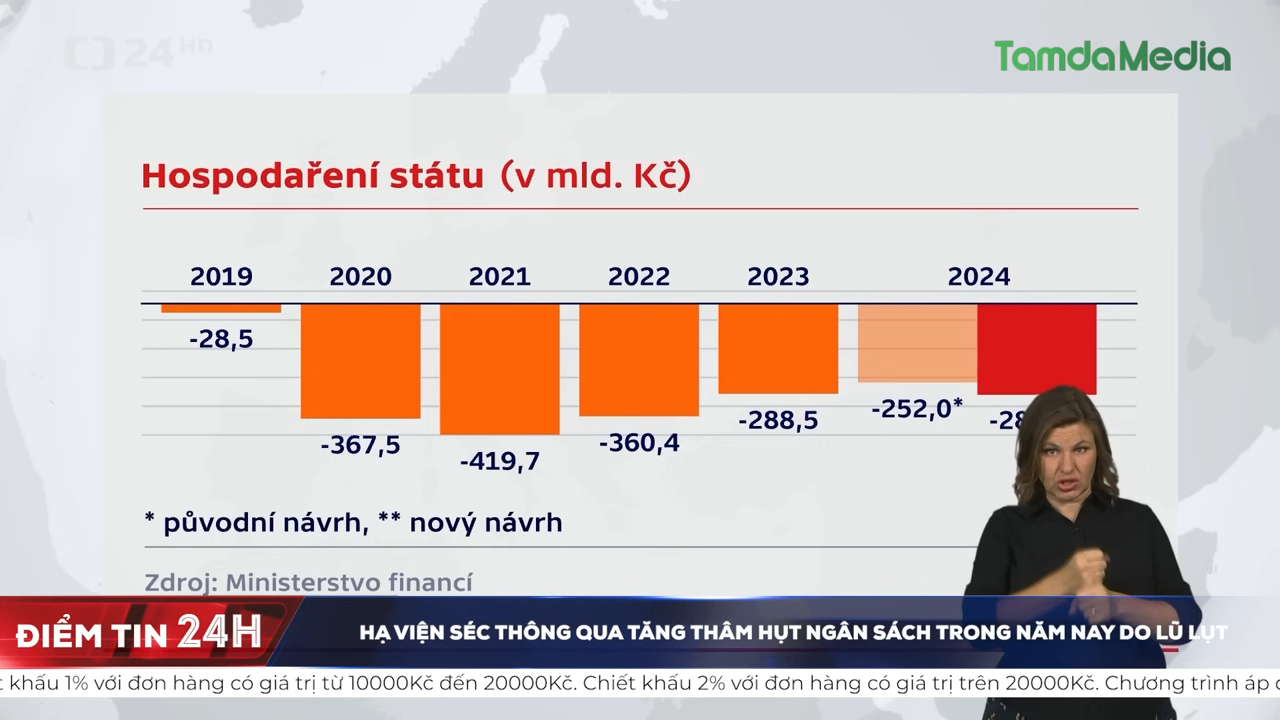 24 HD
TamdaMedia
Hospodaření státu (v mld. Kč)
2019 2020 2021 2022 2023 2024
-28,5
-367,5
-419,7
-360,4
-288,5
-252,0*
* původní návrh, ** nový návrh
Zdroj: Ministerstvo financí
ĐIỂM TIN 24H
HẠ VIỆN SÉC THÔNG QUA TĂNG THÂM HỤT NGÂN SÁCH TRONG NĂM NAY DO LŨ LỤT
khấu 1% với đơn hàng có giá trị từ 10000Kč đến 20000Kč. Chiết khấu 2% với đơn hàng có giá trị trên 20000Kč. Chương trình áp